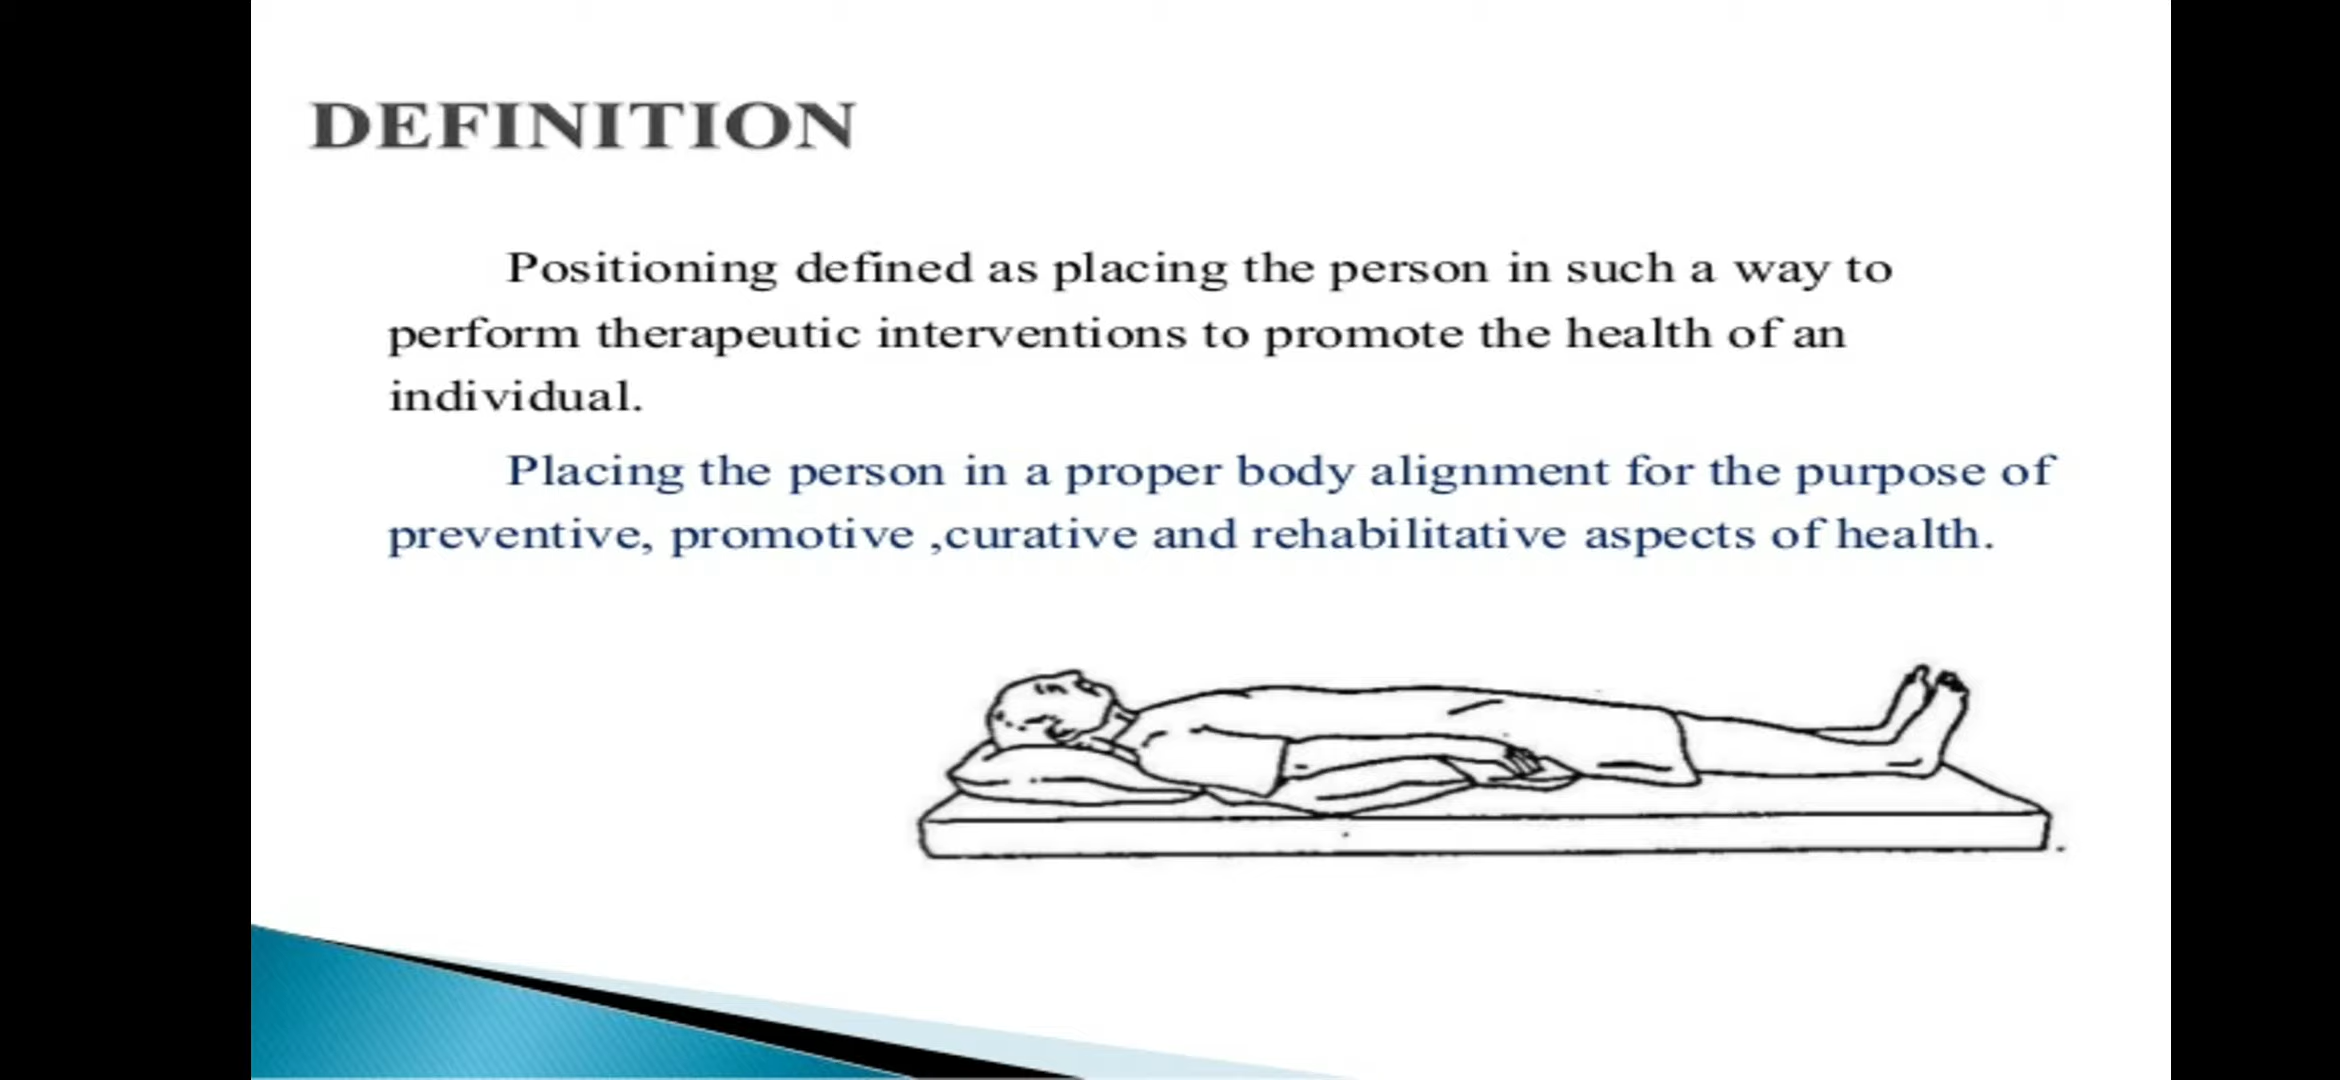 DEFINITION
Positioning defined as placing the person in such a way to
perform therapeutic interventions to promote the health of an
individual.
Placing the person in a proper body alignment for the purpose of
preventive, promotive ,curative and rehabilitative aspects of health.